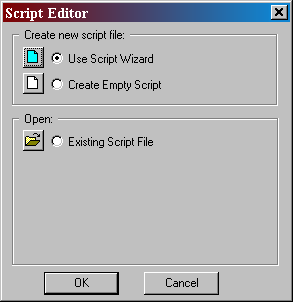 Script Editor
Create new script file:
Use Script Wizard
Create Empty Script
Open:
Existing Script File
OK
Cancel